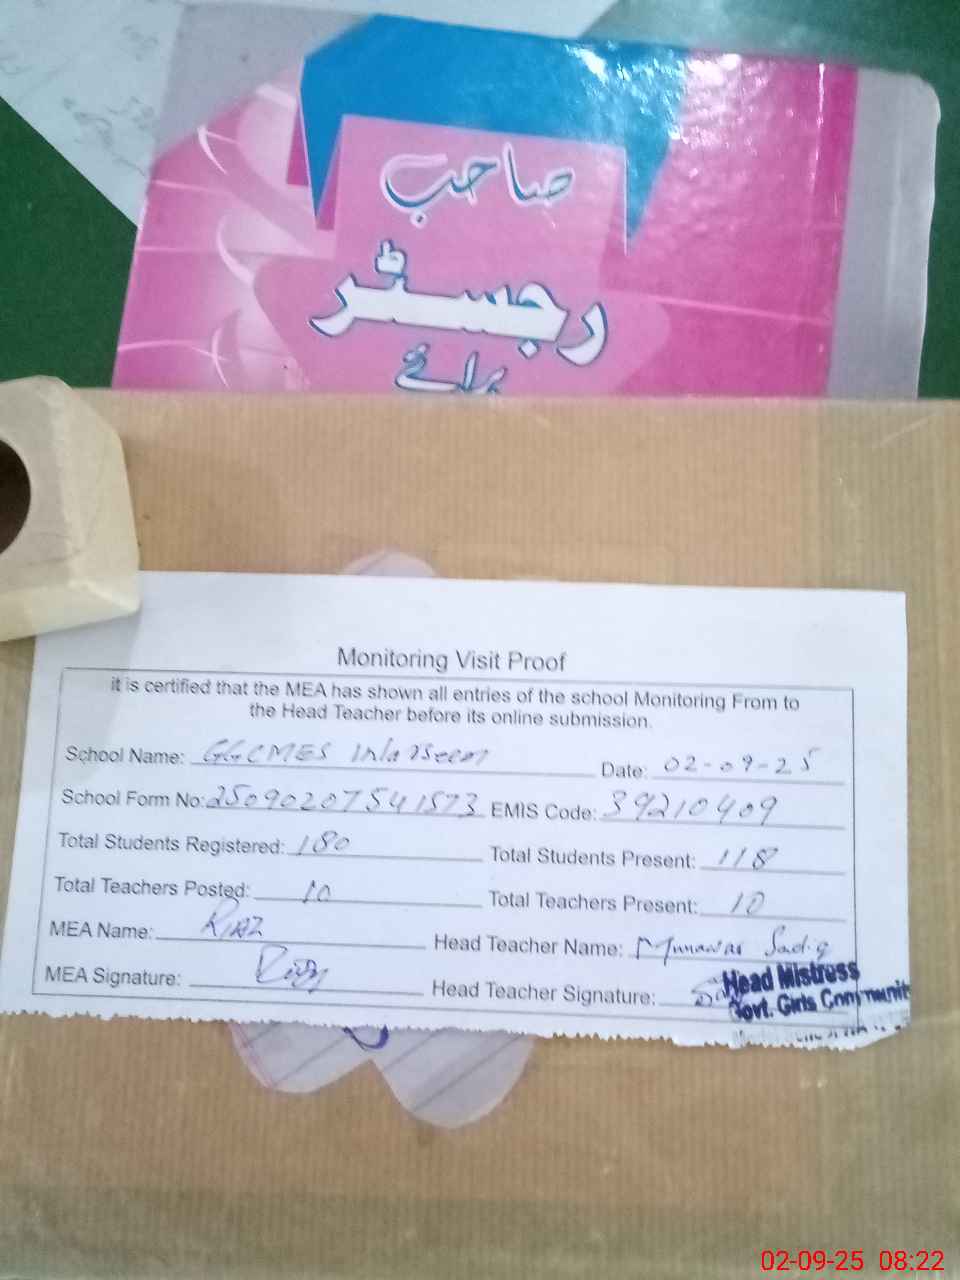 صاحب
رجسٹر
برائے
Monitoring Visit Proof
it is certified that the MEA has shown all entries of the school Monitoring From to
the Head Teacher before its online submission.
School Name: GGCMES Date: 02-09-25
School Form No: 25090207541573 EMIS Code: 39210409
Total Students Registered: 180 Total Students Present: 118
Total Teachers Posted: 10 Total Teachers Present: 10
MEA Name: RIAZ Head Teacher Name: Munawar Sadiq
MEA Signature: Head Teacher Signature:
Head Mistress
Govt. Girls Communit
02-09-25 08:22